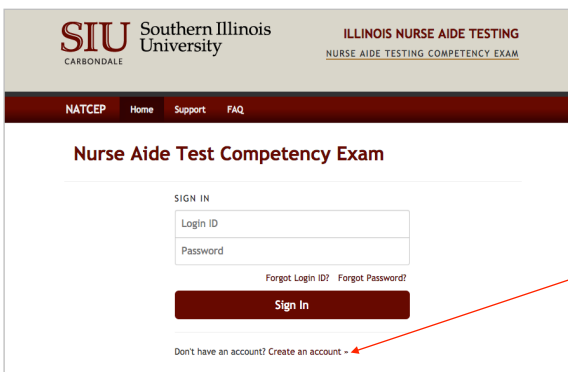 SIU Southern Illinois University
CARBONDALE
ILLINOIS NURSE AIDE TESTING
NURSE AIDE TESTING COMPETENCY EXAM
NATCEP Home Support FAQ
Nurse Aide Test Competency Exam
SIGN IN
Login ID
Password
Forgot Login ID? Forgot Password?
Sign In
Don't have an account? Create an account »